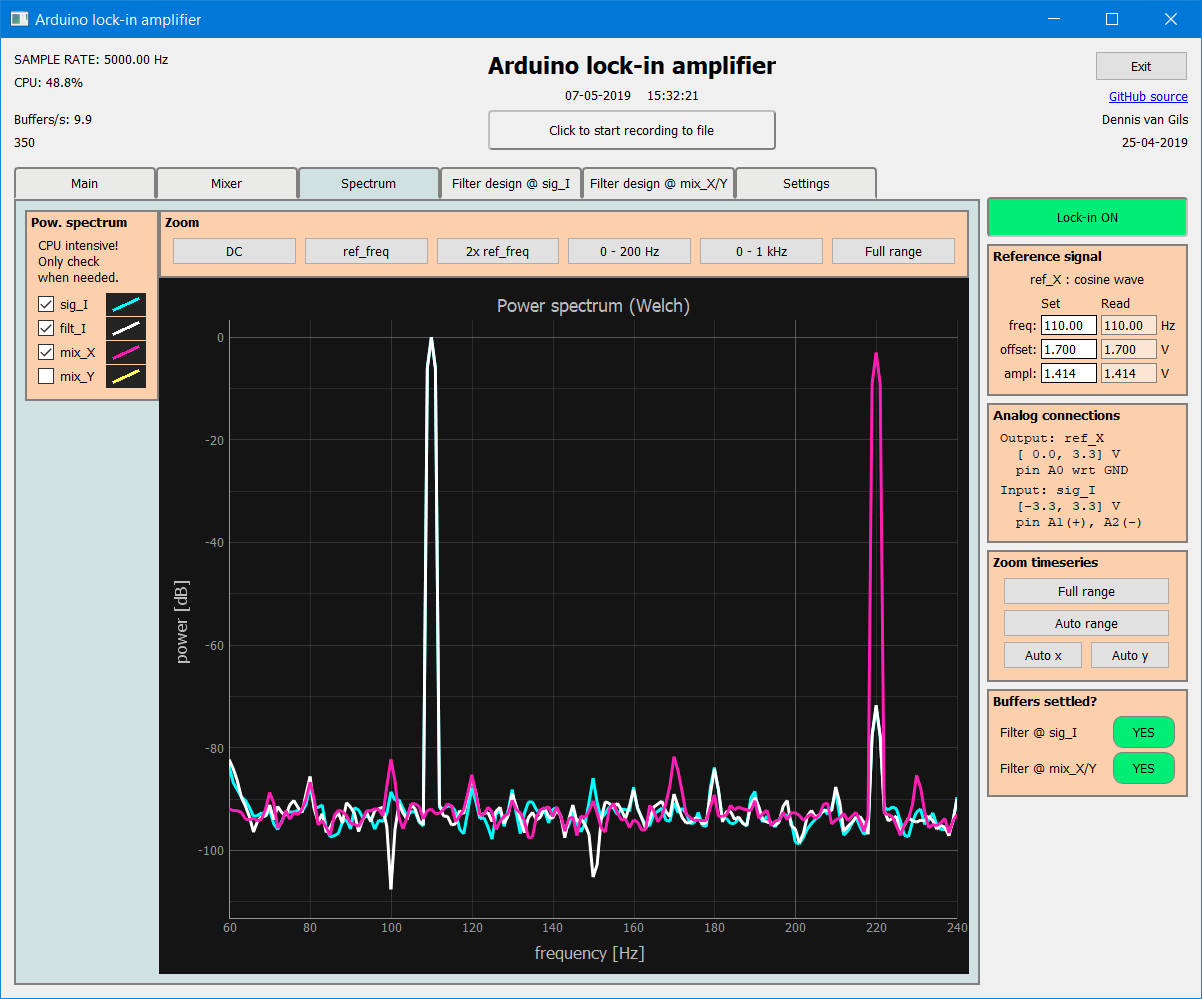 Arduino lock-in amplifier
SAMPLE RATE: 5000.00 Hz
CPU: 48.8%
Buffers/s: 9.9
350
Arduino lock-in amplifier
07-05-2019 15:32:21
Click to start recording to file
Exit
GitHub source
Dennis van Gils
25-04-2019
Main Mixer Spectrum Filter design @ sig_I Filter design @ mix_X/Y Settings
Pow. spectrum
CPU intensive!
Only check
when needed.
sig_I
filt_I
mix_X
mix_Y
Zoom
DC ref_freq 2x ref_freq 0 - 200 Hz 0 - 1 kHz Full range
Power spectrum (Welch)
0
-20
-40
-60
-80
-100
power [dB]
60 80 100 120 140 160 180 200 220 240
frequency [Hz]
Lock-in ON
Reference signal
ref_X : cosine wave
Set Read
freq: 110.00 110.00 Hz
offset: 1.700 1.700 V
ampl: 1.414 1.414 V
Analog connections
Output: ref_X
[ 0.0, 3.3] V
pin A0 wrt GND
Input: sig_I
[-3.3, 3.3] V
pin A1(+), A2(-)
Zoom timeseries
Full range
Auto range
Auto x Auto y
Buffers settled?
Filter @ sig_I YES
Filter @ mix_X/Y YES